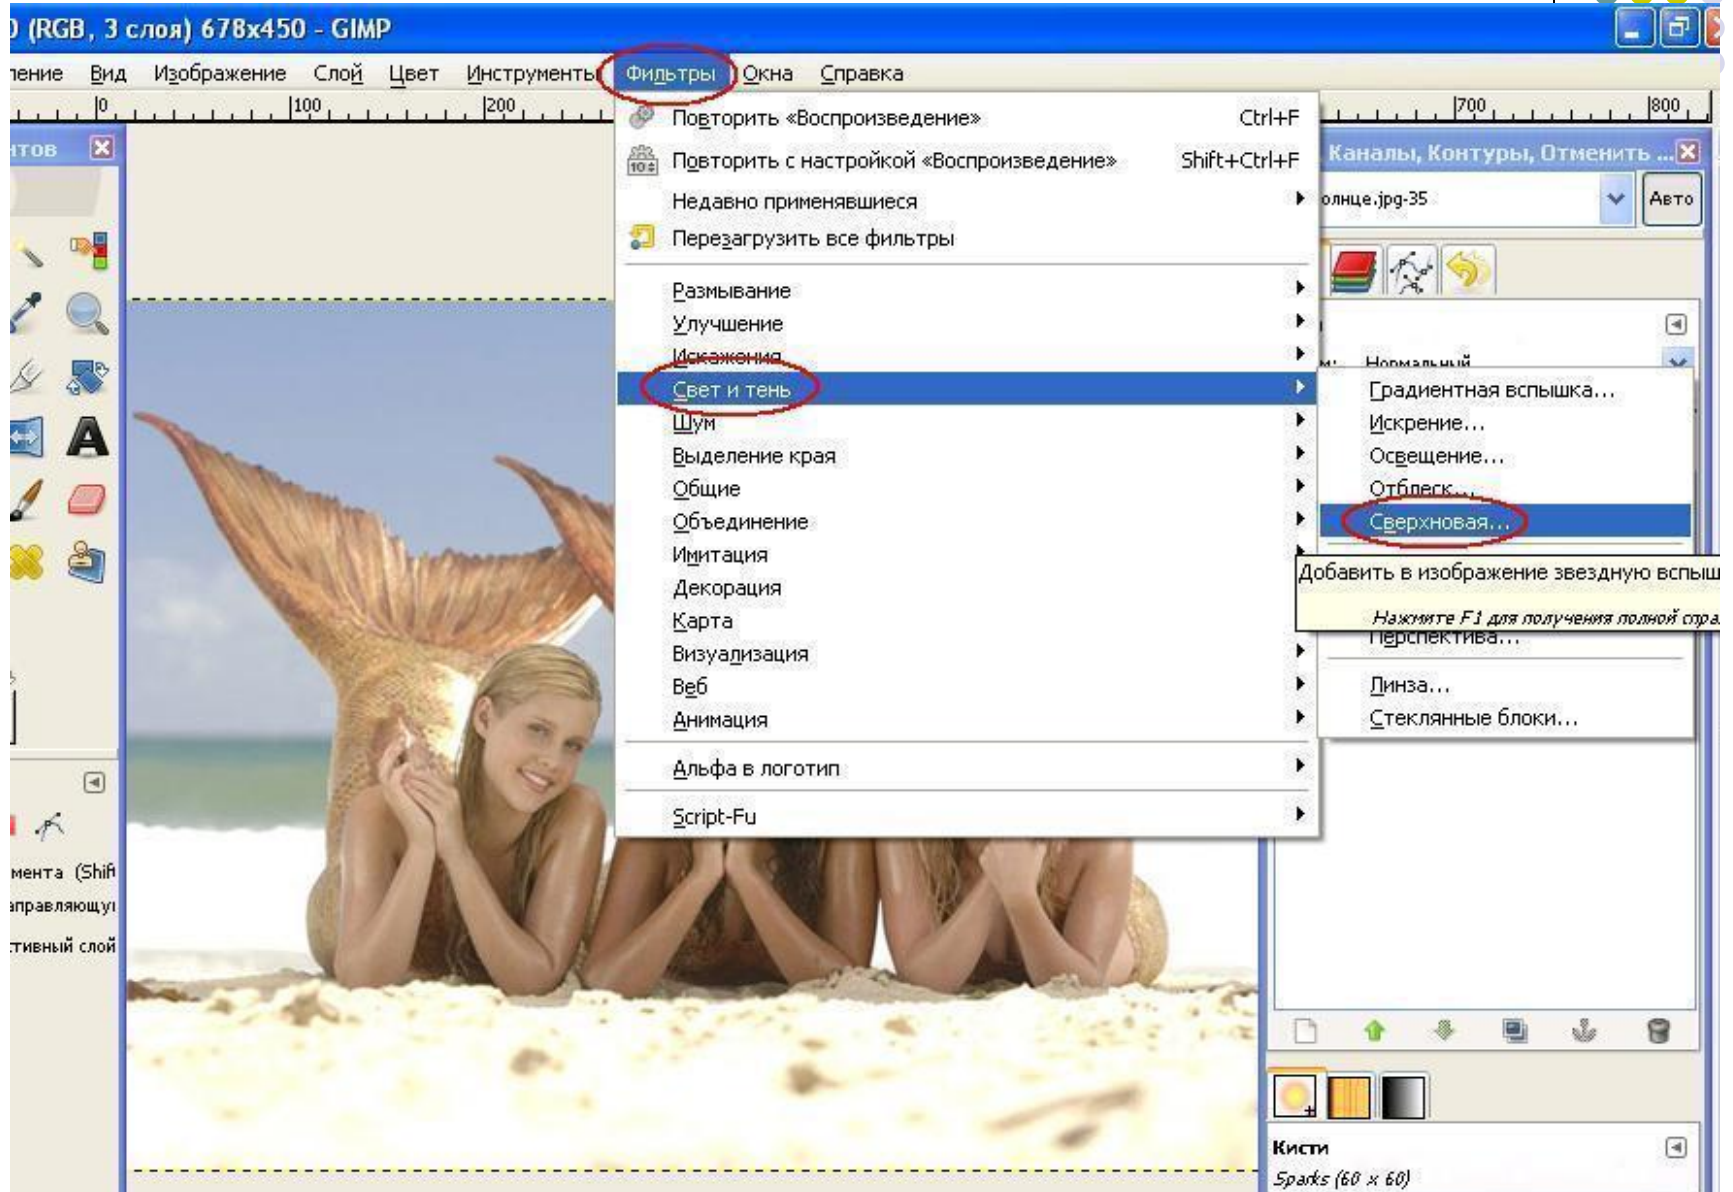 (RGB, 3 слоя) 678x450 - GIMP
Вид Изображение Слой Цвет Инструменты Фильтры Окна Справка
0 100 200 700 800
Повторить «Воспроизведение» Ctrl+F
Повторить с настройкой «Воспроизведение» Shift+Ctrl+F
Недавно применявшиеся
Перезагрузить все фильтры
Размывание
Улучшение
Искажения
Свет и тень
Шум
Выделение края
Общие
Объединение
Имитация
Декорация
Карта
Визуализация
Веб
Анимация
Альфа в логотип
Script-Fu
Градиентная вспышка...
Искрение...
Освещение...
Отблеск...
Сверхновая...
Добавить в изображение звездную вспыш
Нажмите F1 для получения полной спра
Перспектива...
Линза...
Стеклянные блоки...
Каналы, Контуры, Отменить ...
олнце.jpg-35 Авто
Нормальный
нтов
мента (Shift
аправляющую
тивный слой
Кисти
Sparks (60 x 60)